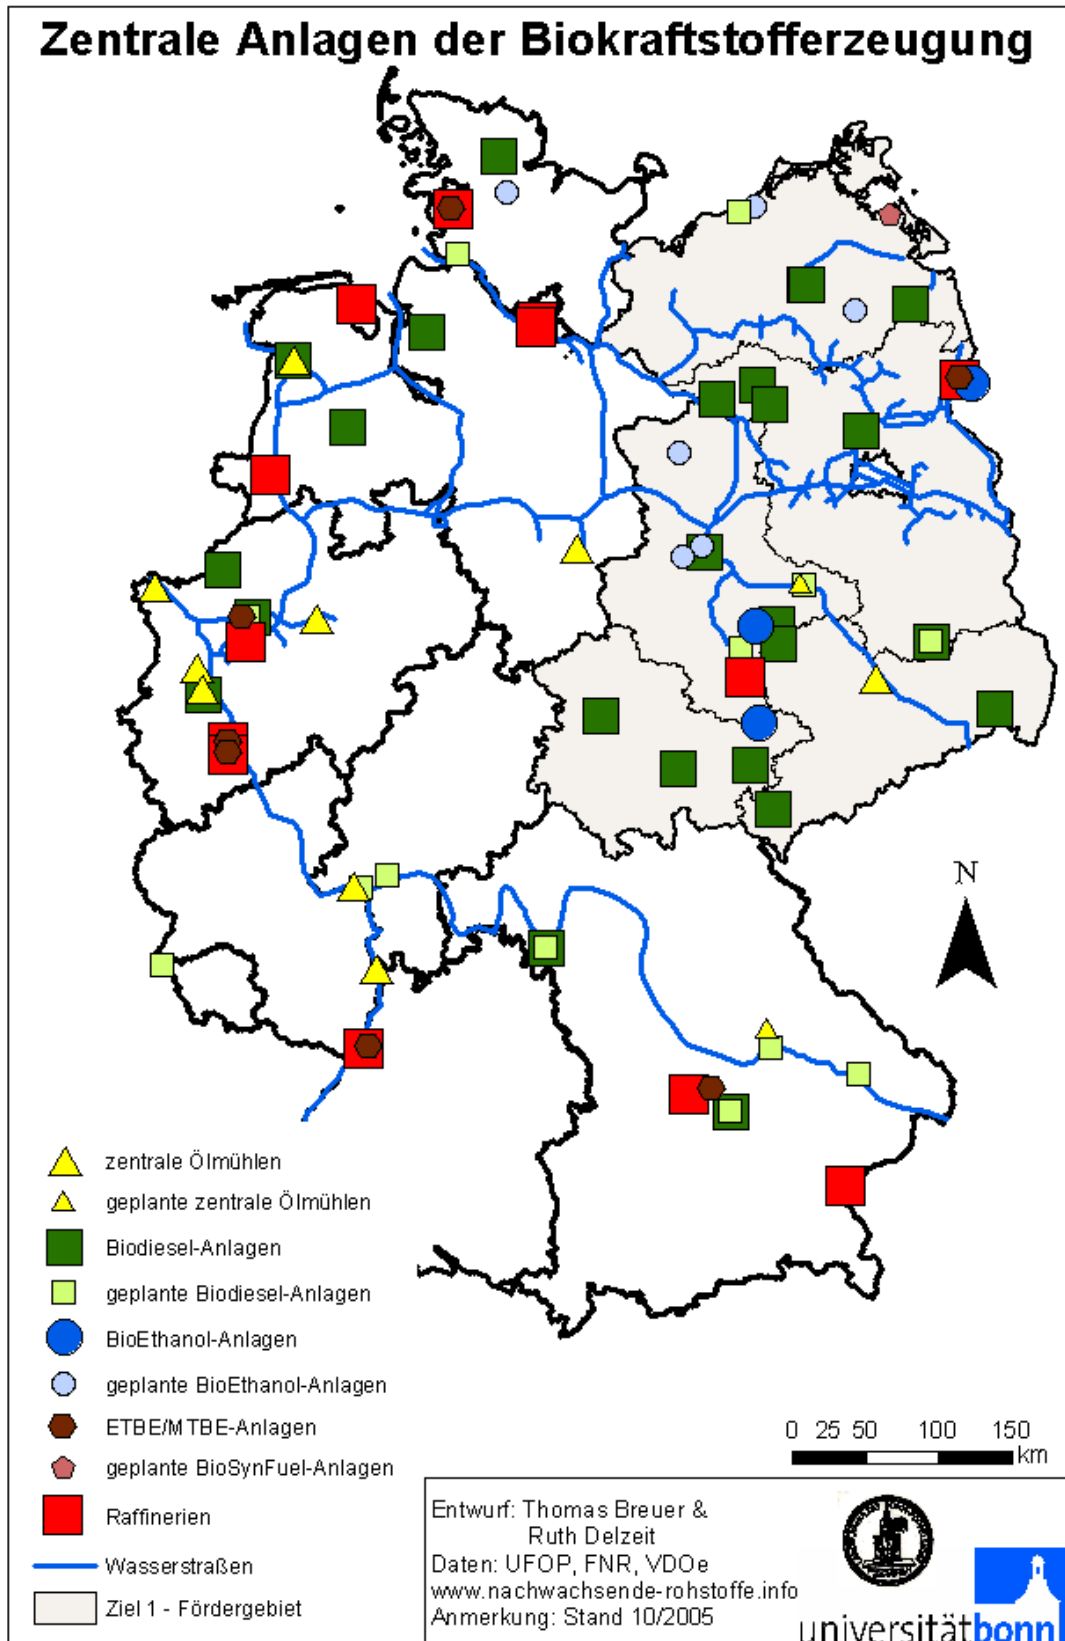 Zentrale Anlagen der Biokraftstofferzeugung
N
zentrale Ölmühlen
geplante zentrale Ölmühlen
Biodiesel-Anlagen
geplante Biodiesel-Anlagen
BioEthanol-Anlagen
geplante BioEthanol-Anlagen
ETBE/MTBE-Anlagen
geplante BioSynFuel-Anlagen
Raffinerien
Wasserstraßen
Ziel 1 - Fördergebiet
0 25 50 100 150
km
Entwurf: Thomas Breuer &
Ruth Delzeit
Daten: UFOP, FNR, VDOe
www.nachwachsende-rohstoffe.info
Anmerkung: Stand 10/2005
universitätbonn